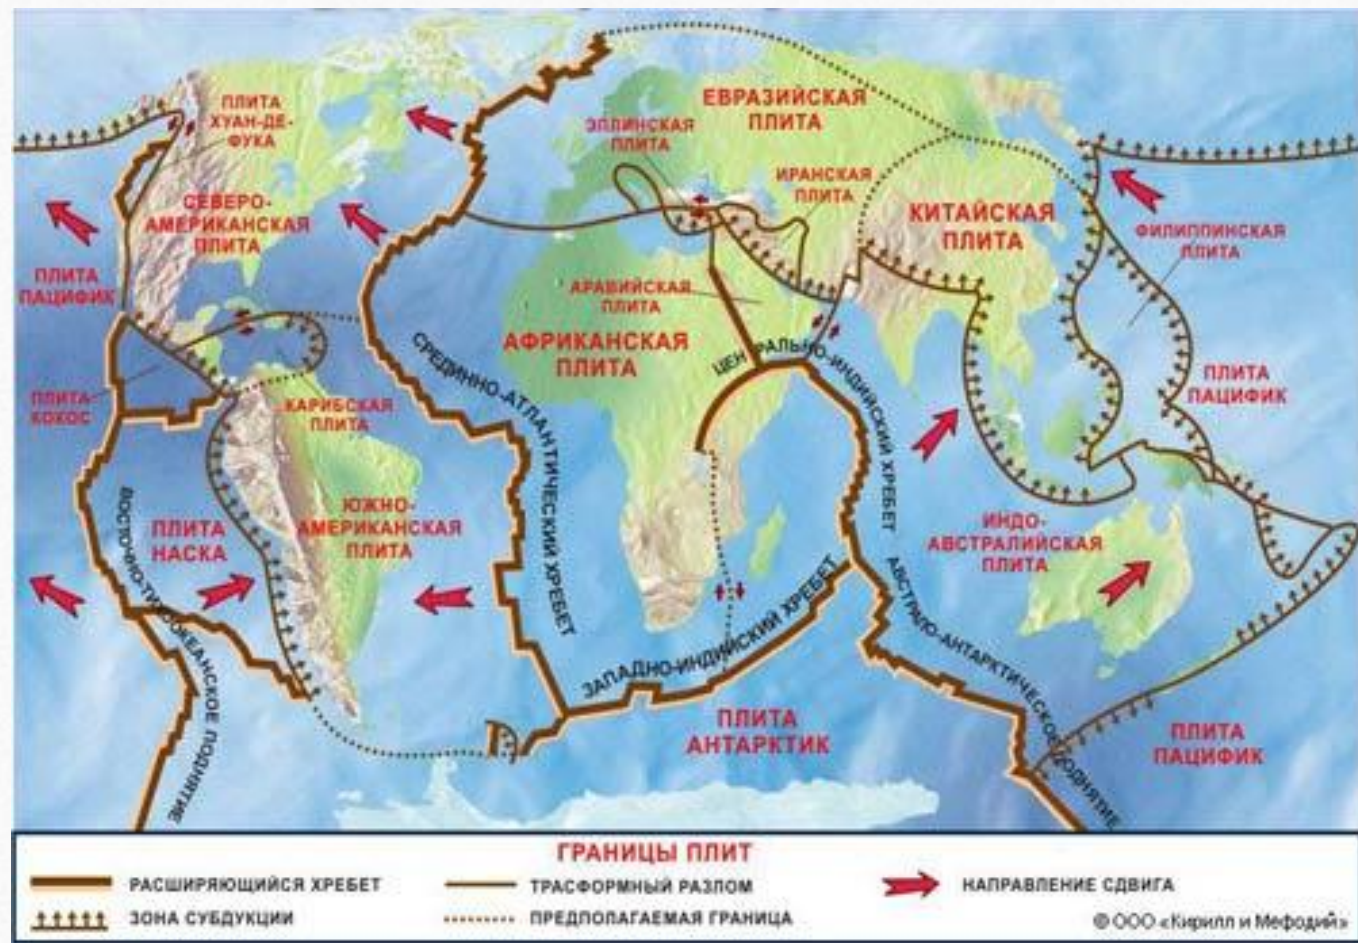 ПЛИТА
ХУАН-ДЕ-
ФУКА
СЕВЕРО-
АМЕРИКАНСКАЯ
ПЛИТА
ПЛИТА
ПАЦИФИК
ПЛИТА
КОКОС
КАРИБСКАЯ
ПЛИТА
ПЛИТА
НАСКА
ЮЖНО-
АМЕРИКАНСКАЯ
ПЛИТА
ВОСТОЧНО-ТИХООКЕАНСКОЕ ПОДНЯТИЕ
СРЕДИННО-АТЛАНТИЧЕСКИЙ ХРЕБЕТ
ЭЛЛИНСКАЯ
ПЛИТА
ЕВРАЗИЙСКАЯ
ПЛИТА
ИРАНСКАЯ
ПЛИТА
КИТАЙСКАЯ
ПЛИТА
ФИЛИППИНСКАЯ
ПЛИТА
АРАВИЙСКАЯ
ПЛИТА
АФРИКАНСКАЯ
ПЛИТА
ЦЕНТРАЛЬНО-ИНДИЙСКИЙ ХРЕБЕТ
ПЛИТА
ПАЦИФИК
ИНДО-
АВСТРАЛИЙСКАЯ
ПЛИТА
ЗАПАДНО-ИНДИЙСКИЙ ХРЕБЕТ
АВСТРАЛО-АНТАРКТИЧЕСКОЕ ПОДНЯТИЕ
ПЛИТА
АНТАРКТИК
ПЛИТА
ПАЦИФИК
ГРАНИЦЫ ПЛИТ
РАСШИРЯЮЩИЙСЯ ХРЕБЕТ
ТРАСФОРМНЫЙ РАЗЛОМ
НАПРАВЛЕНИЕ СДВИГА
ЗОНА СУБДУКЦИИ
ПРЕДПОЛАГАЕМАЯ ГРАНИЦА
© ООО «Кирилл и Мефодий»